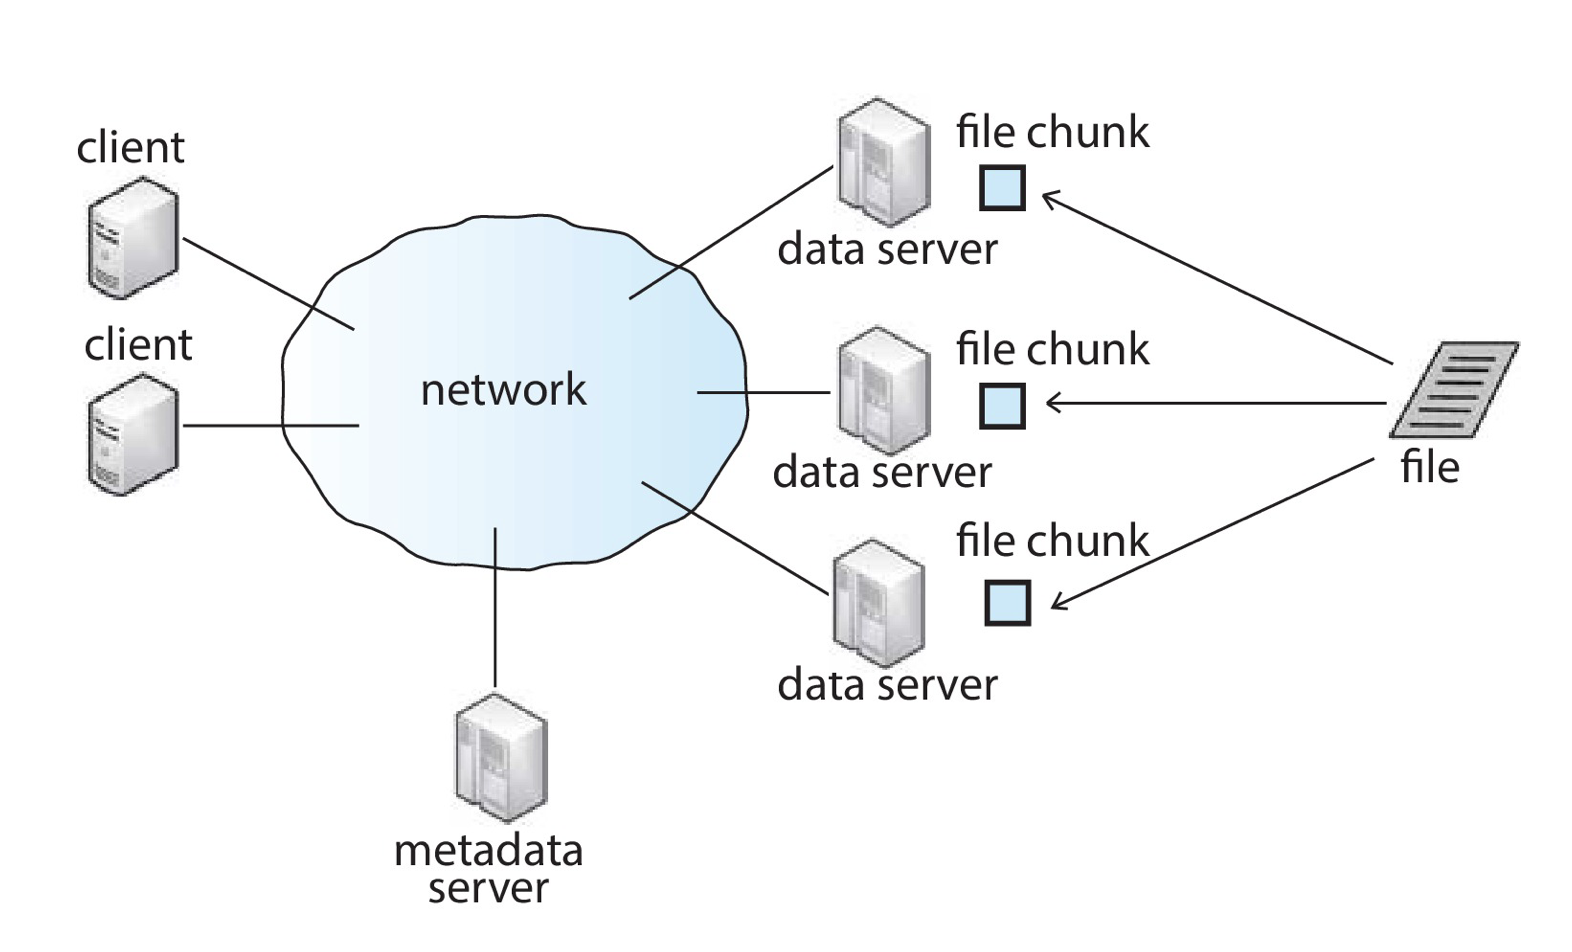 client
client
network
data server
file chunk
data server
file chunk
data server
file chunk
file
metadata
server